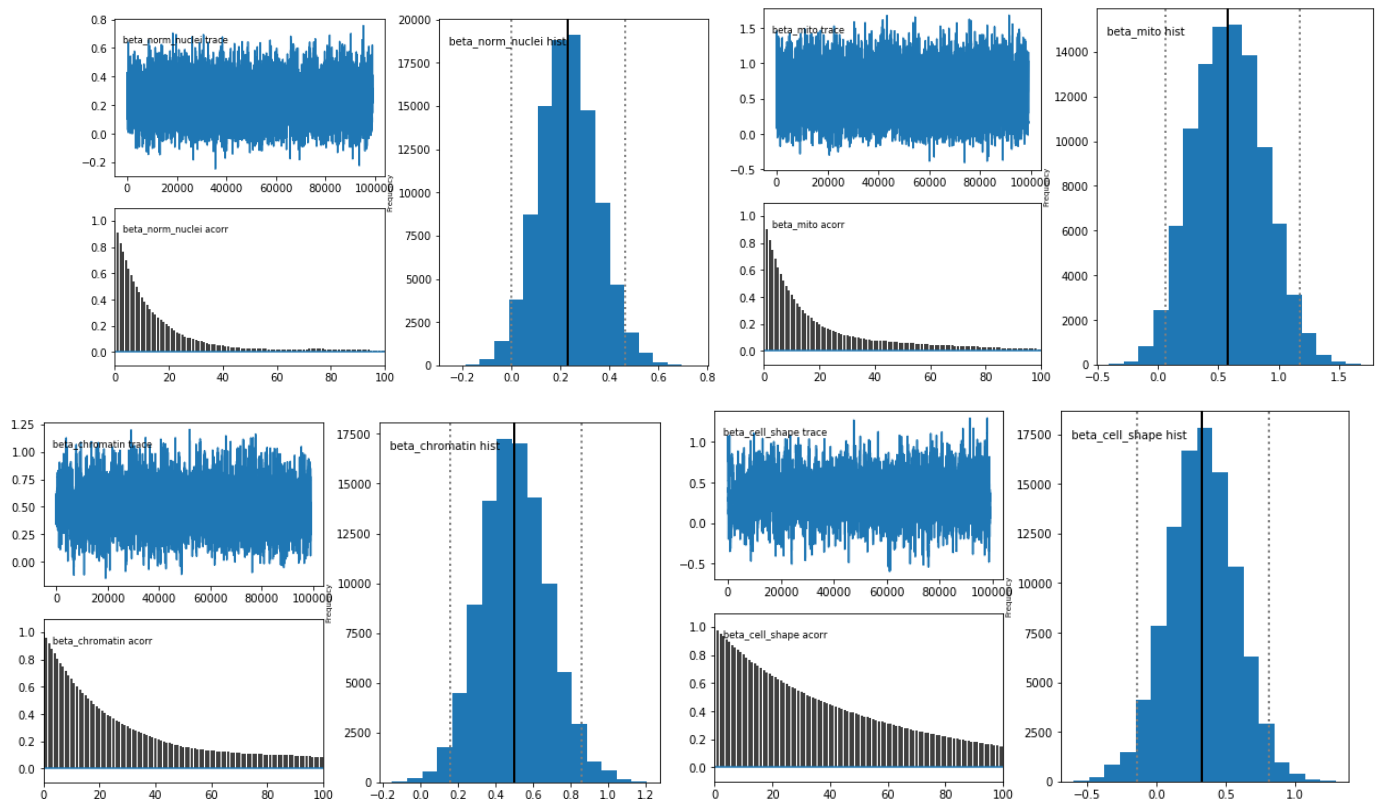 beta_norm_nuclei trace
0.8
0.6
0.4
0.2
0.0
−0.2
0 20000 40000 60000 80000 100000
beta_norm_nuclei acorr
1.0
0.8
0.6
0.4
0.2
0.0
0 20 40 60 80 100
Frequency
beta_norm_nuclei hist
20000
17500
15000
12500
10000
7500
5000
2500
0
−0.2 0.0 0.2 0.4 0.6 0.8
beta_mito trace
1.5
1.0
0.5
0.0
−0.5
0 20000 40000 60000 80000 100000
beta_mito acorr
1.0
0.8
0.6
0.4
0.2
0.0
0 20 40 60 80 100
Frequency
beta_mito hist
14000
12000
10000
8000
6000
4000
2000
0
−0.5 0.0 0.5 1.0 1.5
beta_chromatin trace
1.25
1.00
0.75
0.50
0.25
0.00
0 20000 40000 60000 80000 100000
beta_chromatin acorr
1.0
0.8
0.6
0.4
0.2
0.0
0 20 40 60 80 100
Frequency
beta_chromatin hist
17500
15000
12500
10000
7500
5000
2500
0
−0.2 0.0 0.2 0.4 0.6 0.8 1.0 1.2
beta_cell_shape trace
1.0
0.5
0.0
−0.5
0 20000 40000 60000 80000 100000
beta_cell_shape acorr
1.0
0.8
0.6
0.4
0.2
0.0
0 20 40 60 80 100
Frequency
beta_cell_shape hist
17500
15000
12500
10000
7500
5000
2500
0
−0.5 0.0 0.5 1.0